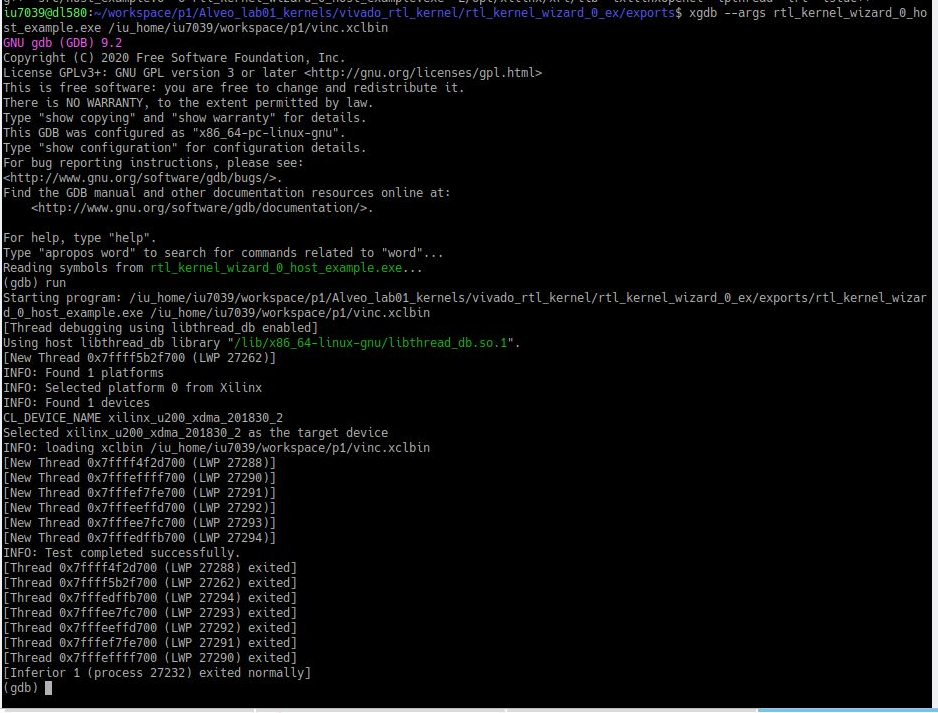 iu7039@dl580:~/workspace/p1/Alveo_lab01_kernels/vivado_rtl_kernel/rtl_kernel_wizard_0_ex/exports$ xgdb --args rtl_kernel_wizard_0_ho
st_example.exe /iu_home/iu7039/workspace/p1/vinc.xclbin
GNU gdb (GDB) 9.2
Copyright (C) 2020 Free Software Foundation, Inc.
License GPLv3+: GNU GPL version 3 or later <http://gnu.org/licenses/gpl.html>
This is free software: you are free to change and redistribute it.
There is NO WARRANTY, to the extent permitted by law.
Type "show copying" and "show warranty" for details.
This GDB was configured as "x86_64-pc-linux-gnu".
Type "show configuration" for configuration details.
For bug reporting instructions, please see:
<http://www.gnu.org/software/gdb/bugs/>.
Find the GDB manual and other documentation resources online at:
    <http://www.gnu.org/software/gdb/documentation/>.

For help, type "help".
Type "apropos word" to search for commands related to "word"...
Reading symbols from rtl_kernel_wizard_0_host_example.exe...
(gdb) run
Starting program: /iu_home/iu7039/workspace/p1/Alveo_lab01_kernels/vivado_rtl_kernel/rtl_kernel_wizard_0_ex/exports/rtl_kernel_wizar
d_0_host_example.exe /iu_home/iu7039/workspace/p1/vinc.xclbin
[Thread debugging using libthread_db enabled]
Using host libthread_db library "/lib/x86_64-linux-gnu/libthread_db.so.1".
[New Thread 0x7ffff5b2f700 (LWP 27262)]
INFO: Found 1 platforms
INFO: Selected platform 0 from Xilinx
INFO: Found 1 devices
CL_DEVICE_NAME xilinx_u200_xdma_201830_2
Selected xilinx_u200_xdma_201830_2 as the target device
INFO: loading xclbin /iu_home/iu7039/workspace/p1/vinc.xclbin
[New Thread 0x7ffff4f2d700 (LWP 27288)]
[New Thread 0x7fffeffff700 (LWP 27290)]
[New Thread 0x7fffef7fe700 (LWP 27291)]
[New Thread 0x7fffeeffd700 (LWP 27292)]
[New Thread 0x7fffee7fc700 (LWP 27293)]
[New Thread 0x7fffedffb700 (LWP 27294)]
INFO: Test completed successfully.
[Thread 0x7ffff4f2d700 (LWP 27288) exited]
[Thread 0x7ffff5b2f700 (LWP 27262) exited]
[Thread 0x7fffedffb700 (LWP 27294) exited]
[Thread 0x7fffee7fc700 (LWP 27293) exited]
[Thread 0x7fffeeffd700 (LWP 27292) exited]
[Thread 0x7fffef7fe700 (LWP 27291) exited]
[Thread 0x7fffeffff700 (LWP 27290) exited]
[Inferior 1 (process 27232) exited normally]
(gdb)